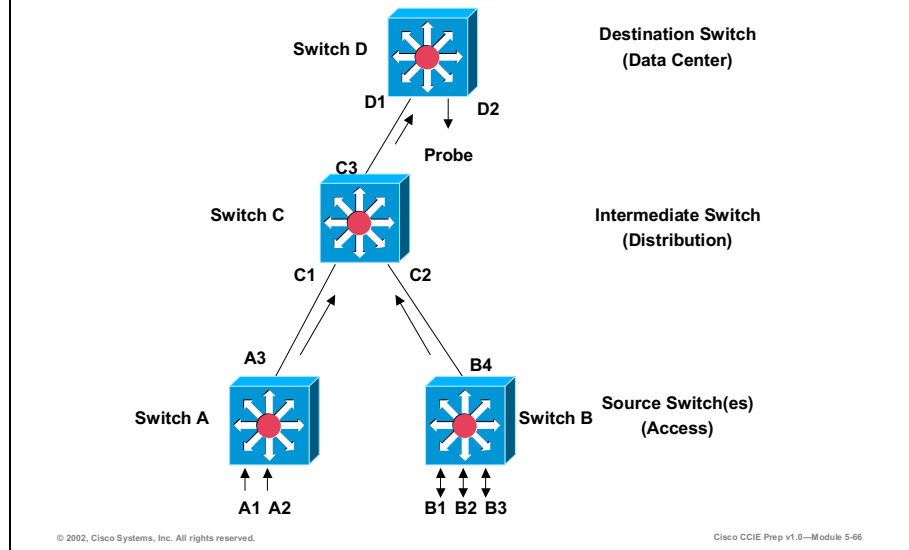 Switch D
Destination Switch
(Data Center)
D1
D2
Probe
C3
Switch C
Intermediate Switch
(Distribution)
C1
C2
A3
B4
Switch A
Switch B
Source Switch(es)
(Access)
A1 A2
B1 B2 B3
© 2002, Cisco Systems, Inc. All rights reserved.
Cisco CCIE Prep v1.0—Module 5-66